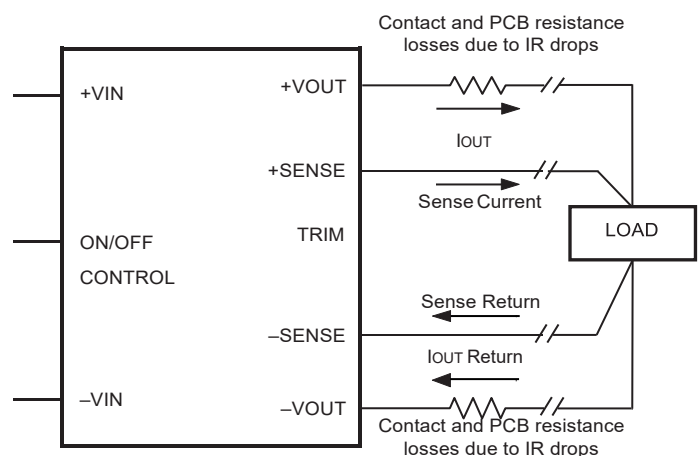 Contact and PCB resistance
losses due to IR drops
+VIN
+VOUT
IOUT
+SENSE
Sense Current
ON/OFF
CONTROL
TRIM
LOAD
Sense Return
–SENSE
IOUT Return
–VIN
–VOUT
Contact and PCB resistance
losses due to IR drops